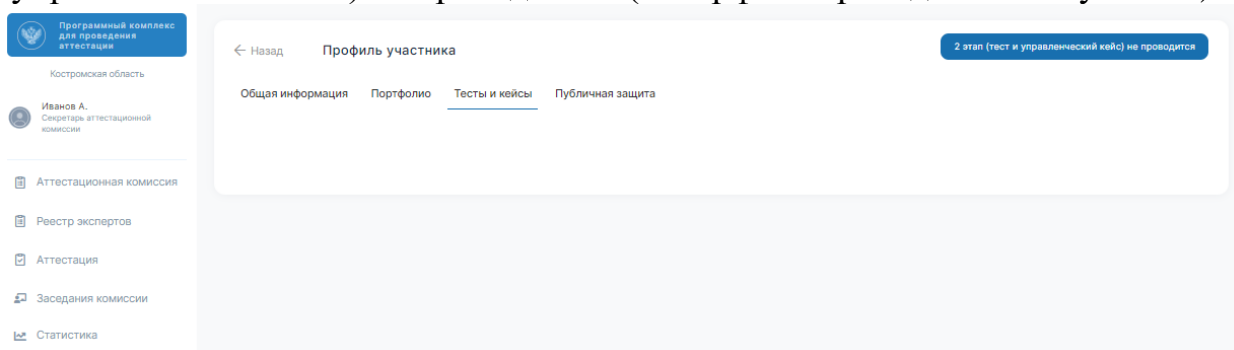 Программный комплекс
для проведения
аттестации
Костромская область
Иванов А.
Секретарь аттестационной
комиссии
Аттестационная комиссия
Реестр экспертов
Аттестация
Заседания комиссии
Статистика
← Назад Профиль участника
2 этап (тест и управленческий кейс) не проводится
Общая информация Портфолио Тесты и кейсы Публичная защита